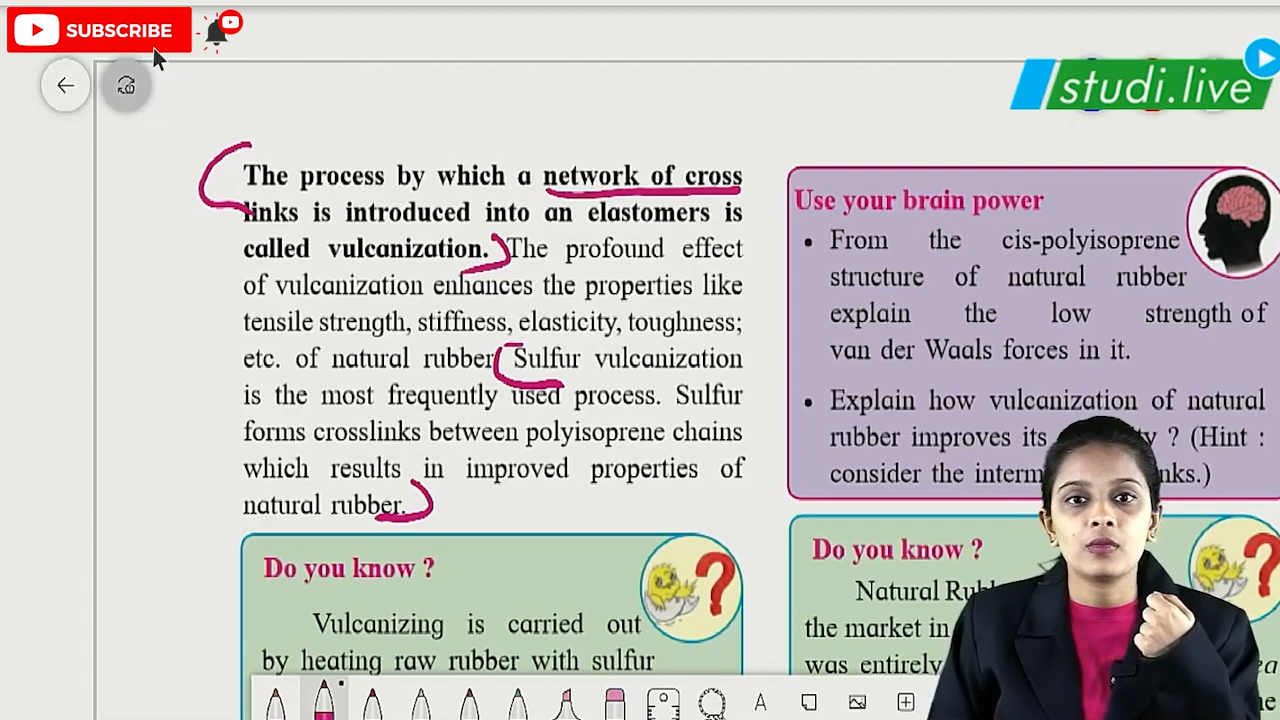 SUBSCRIBE
studi.live
The process by which a network of cross
links is introduced into an elastomers is
called vulcanization. The profound effect
of vulcanization enhances the properties like
tensile strength, stiffness, elasticity, toughness;
etc. of natural rubber. Sulfur vulcanization
is the most frequently used process. Sulfur
forms crosslinks between polyisoprene chains
which results in improved properties of
natural rubber.
Do you know ?
Vulcanizing is carried out
by heating raw rubber with sulfur
Use your brain power
• From the cis-polyisoprene
structure of natural rubber
explain the low strength of
van der Waals forces in it.
• Explain how vulcanization of natural
rubber improves its ? (Hint :
consider the
Do you know ?
Natural
the market in
was entirely
A